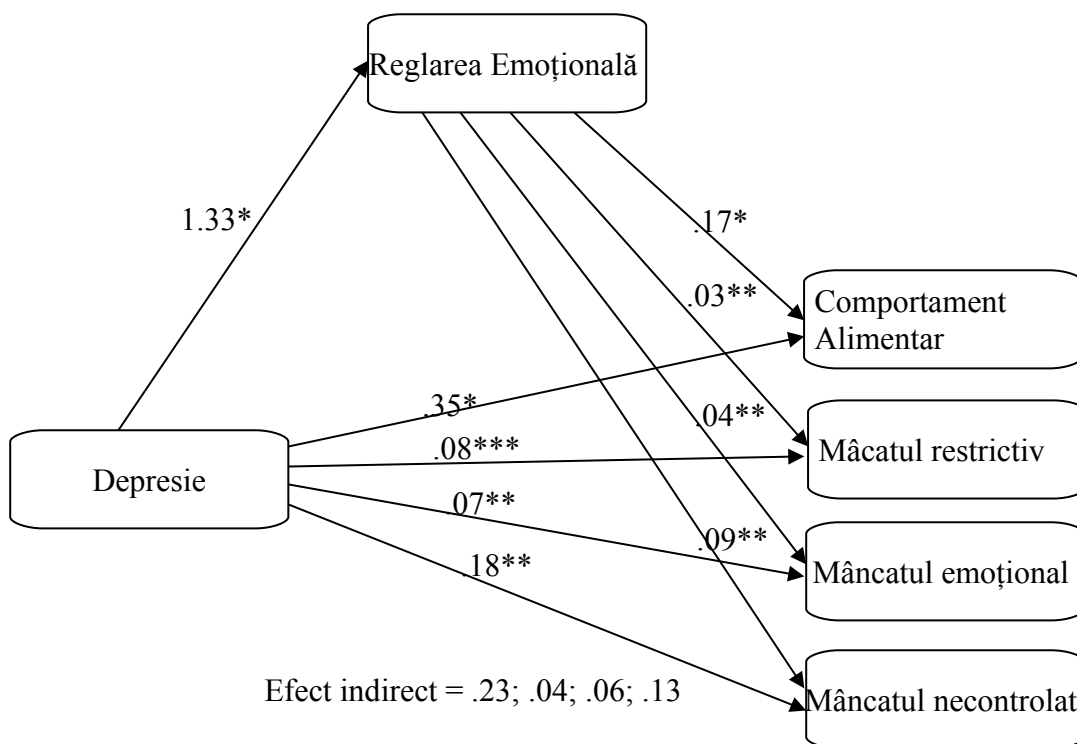 Reglarea Emoțională
1.33*
.17*
.03**
Comportament
Alimentar
.35*
.04**
.08***
Mâcatul restrictiv
Depresie
.07**
.09**
.18**
Mâncatul emoțional
Efect indirect = .23; .04; .06; .13
Mâncatul necontrolat